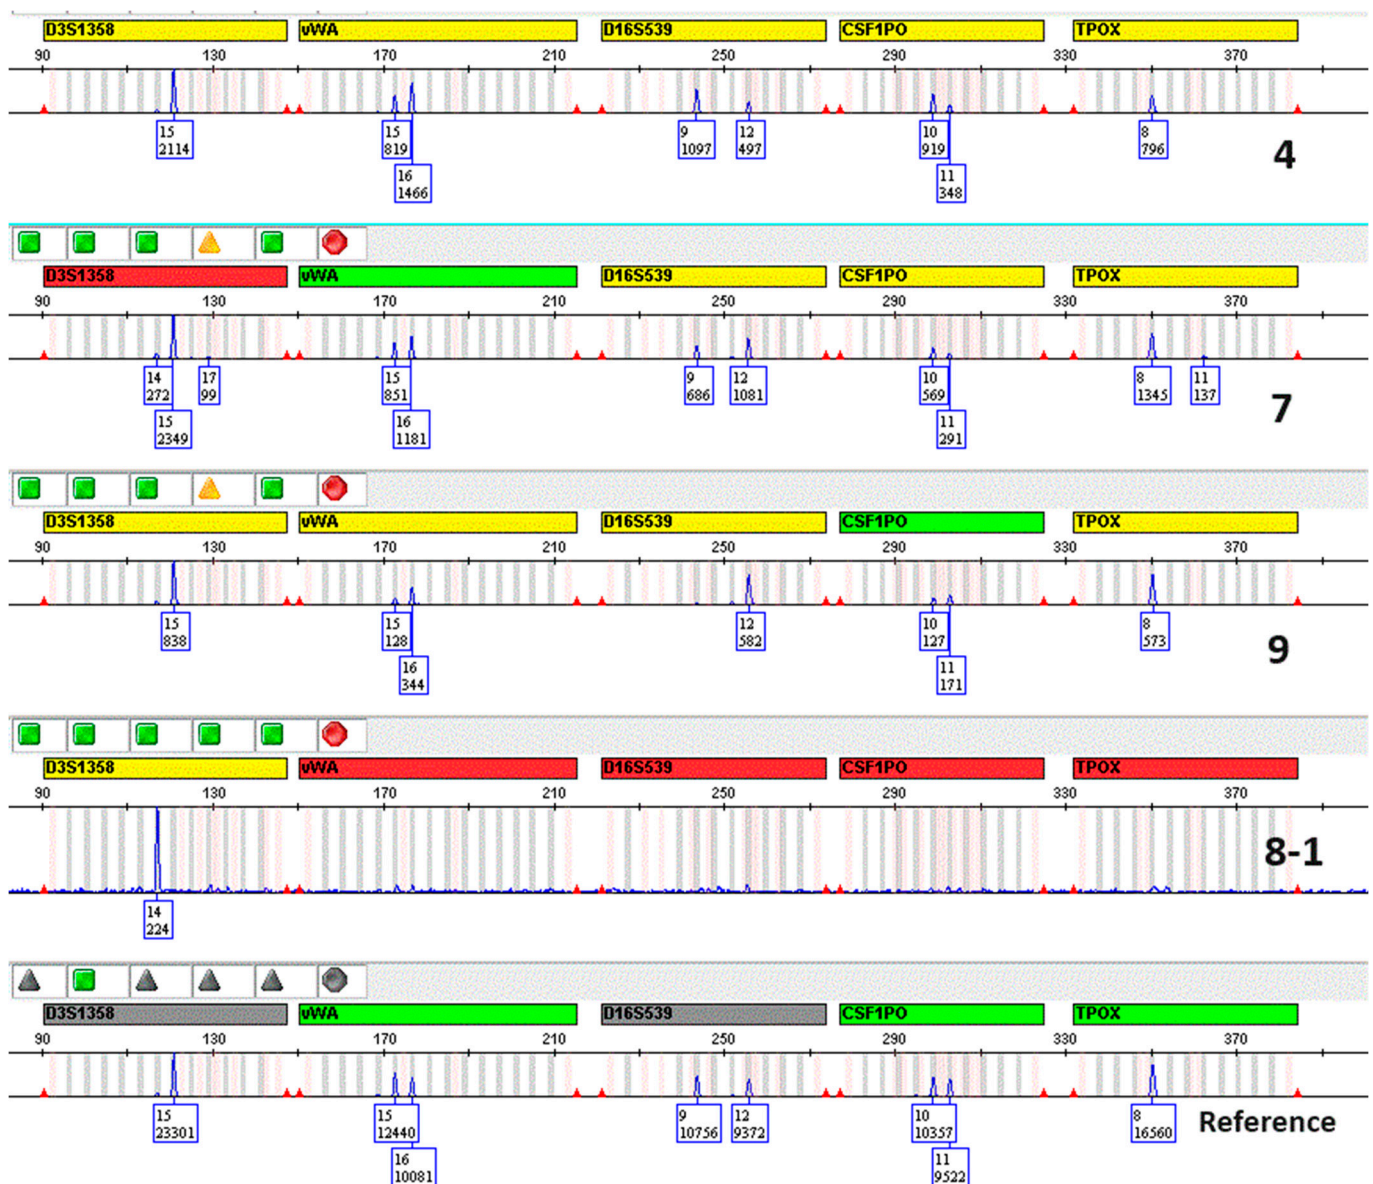 D3S1358 vWA D16S539 CSF1PO TPOX
90 130 170 210 250 290 330 370
15 15 9 12 10 8
2114 819 1097 497 919 796
4
16 11
1466 348
D3S1358 vWA D16S539 CSF1PO TPOX
90 130 170 210 250 290 330 370
14 17 15 9 12 10 8 11
272 99 851 686 1081 569 1345 137
7
15 16 11
2349 1181 291
D3S1358 vWA D16S539 CSF1PO TPOX
90 130 170 210 250 290 330 370
15 15 12 10 8
838 128 582 127 573
9
16 11
344 171
D3S1358 vWA D16S539 CSF1PO TPOX
90 130 170 210 250 290 330 370
8-1
14
224
D3S1358 vWA D16S539 CSF1PO TPOX
90 130 170 210 250 290 330 370
15 15 9 12 10 8
23301 12440 10756 9372 10357 16560
Reference
16 11
10081 9522